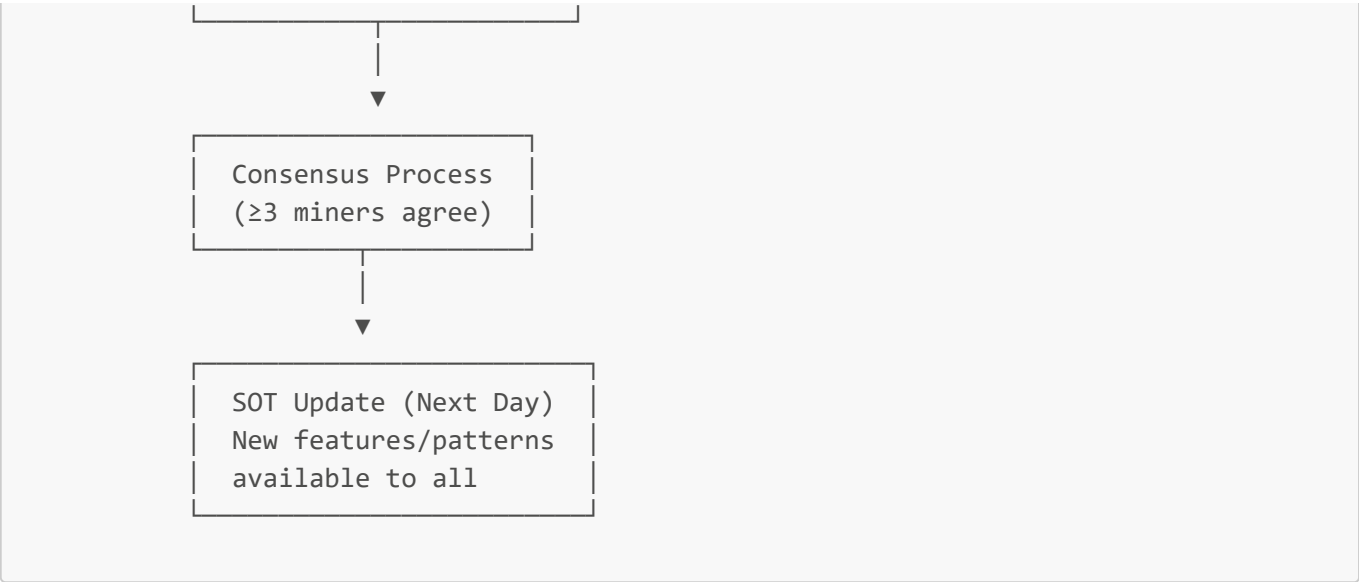 Consensus Process
(≥3 miners agree)
SOT Update (Next Day)
New features/patterns
available to all